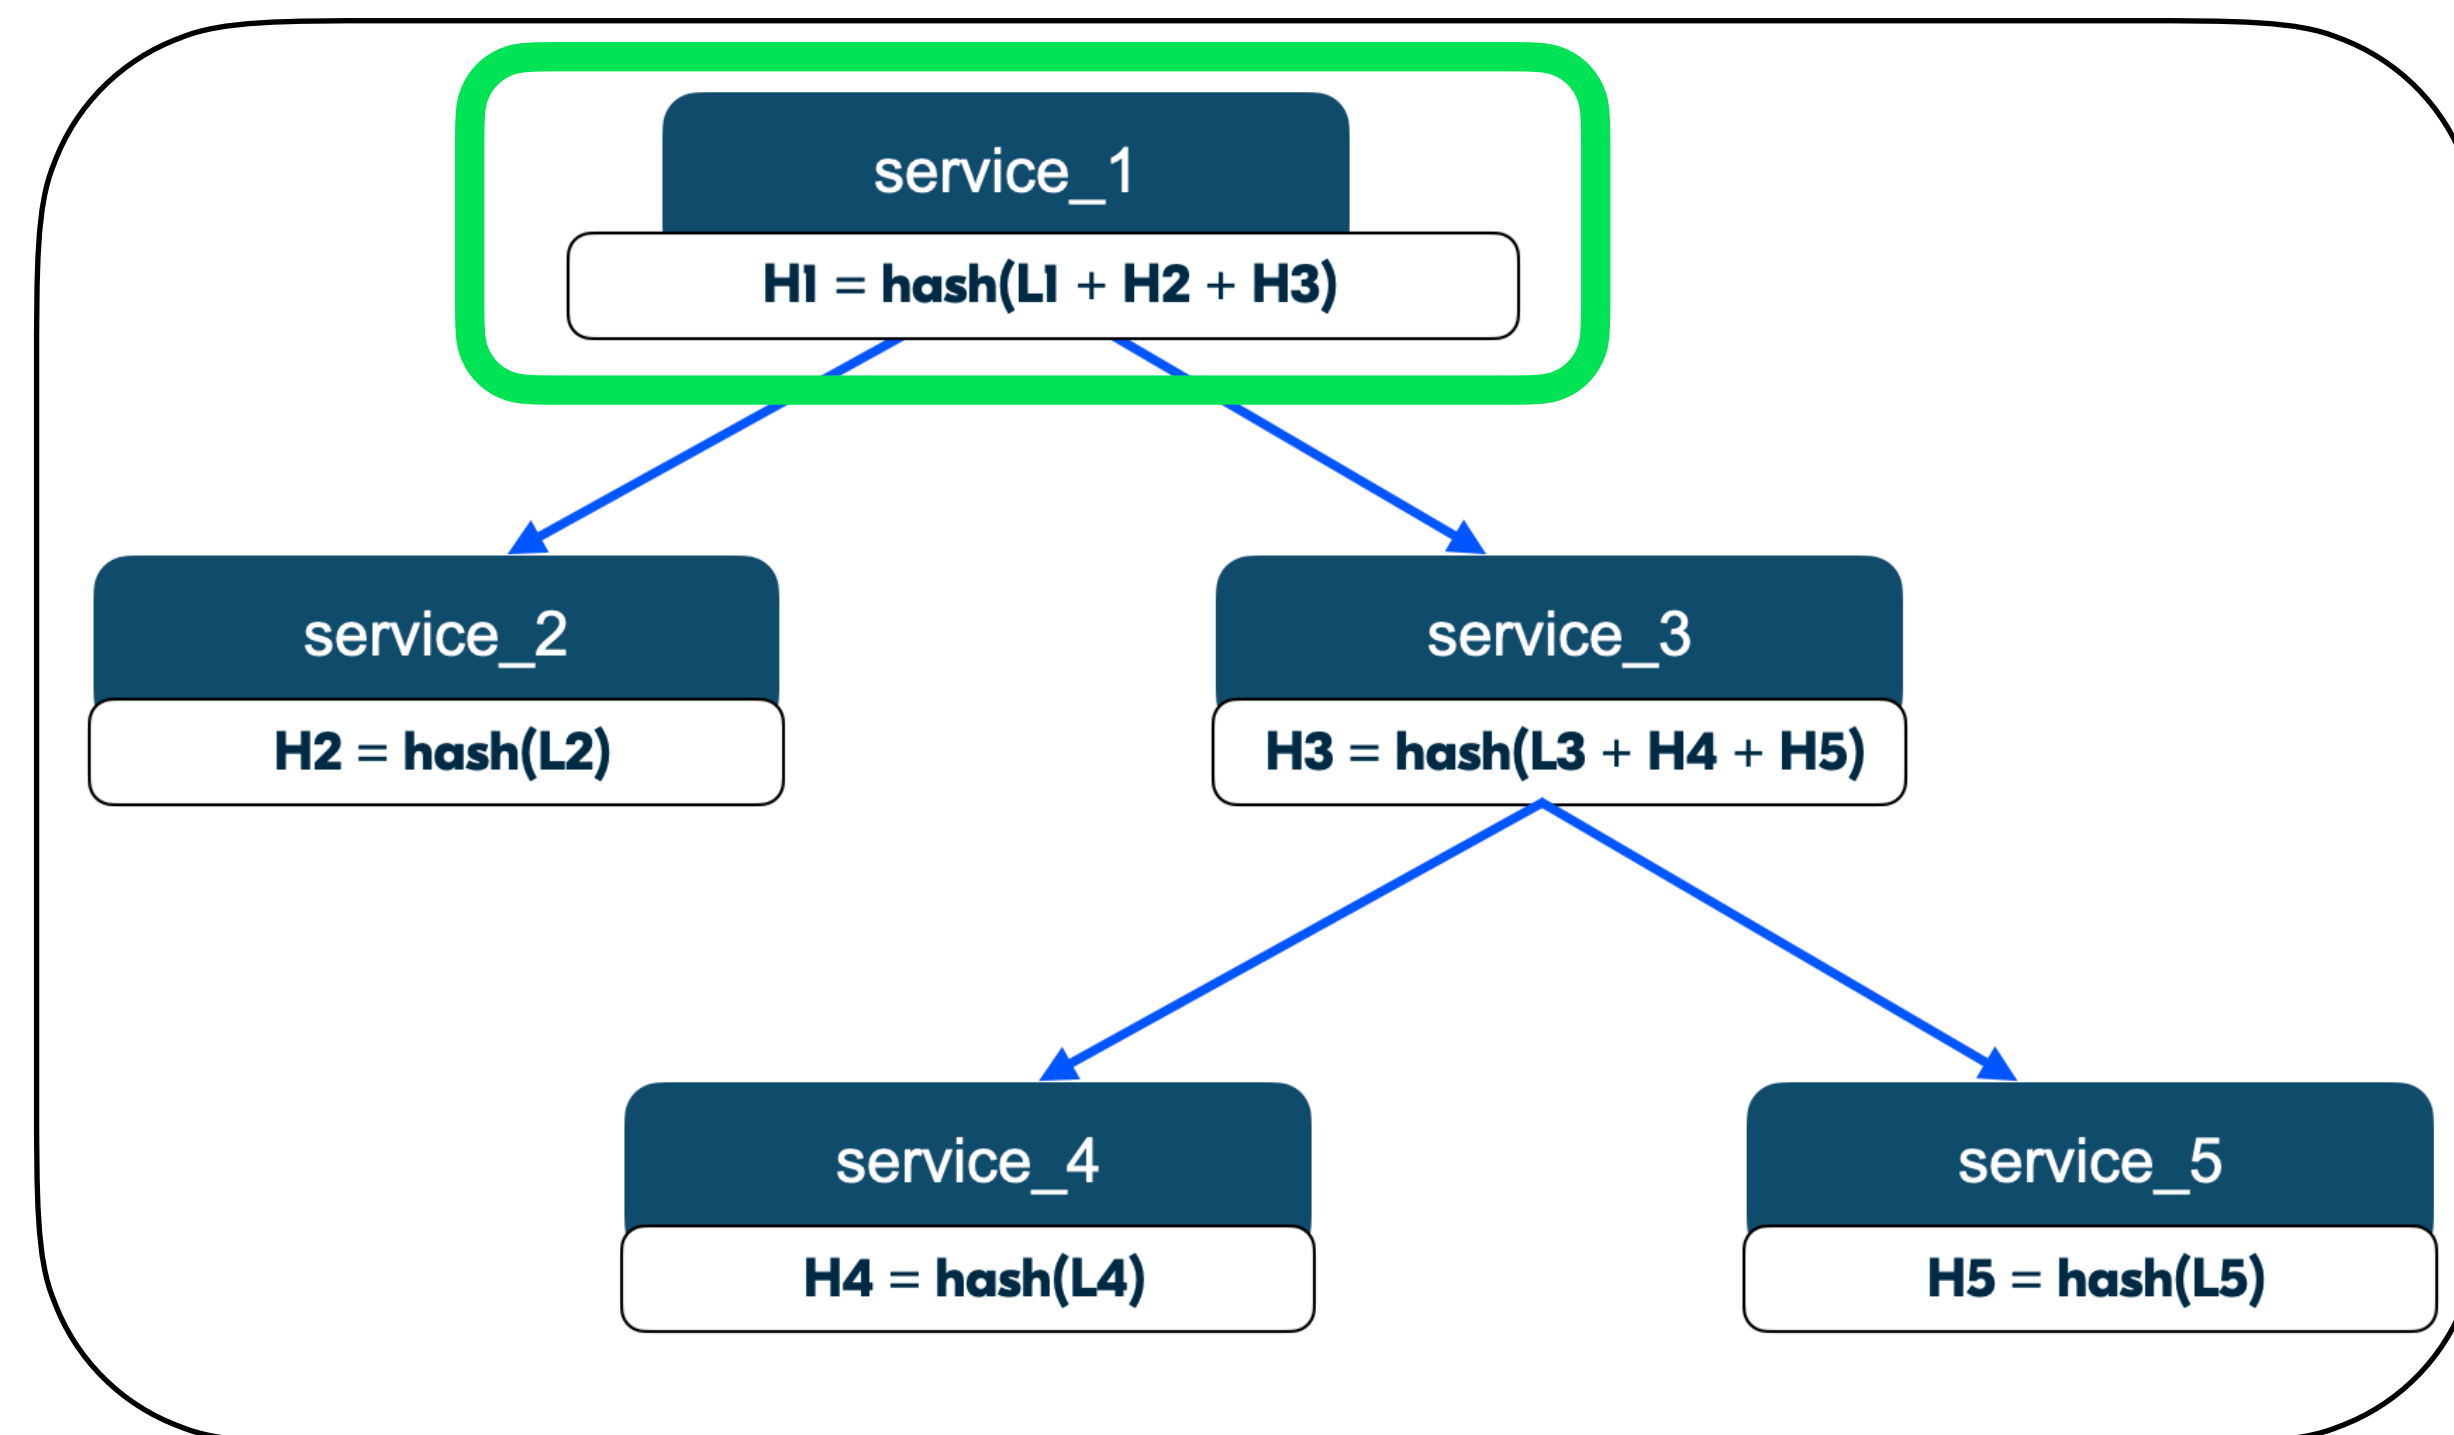 service_1
H1 = hash(L1 + H2 + H3)
service_2
service_3
H2 = hash(L2)
H3 = hash(L3 + H4 + H5)
service_4
service_5
H4 = hash(L4)
H5 = hash(L5)